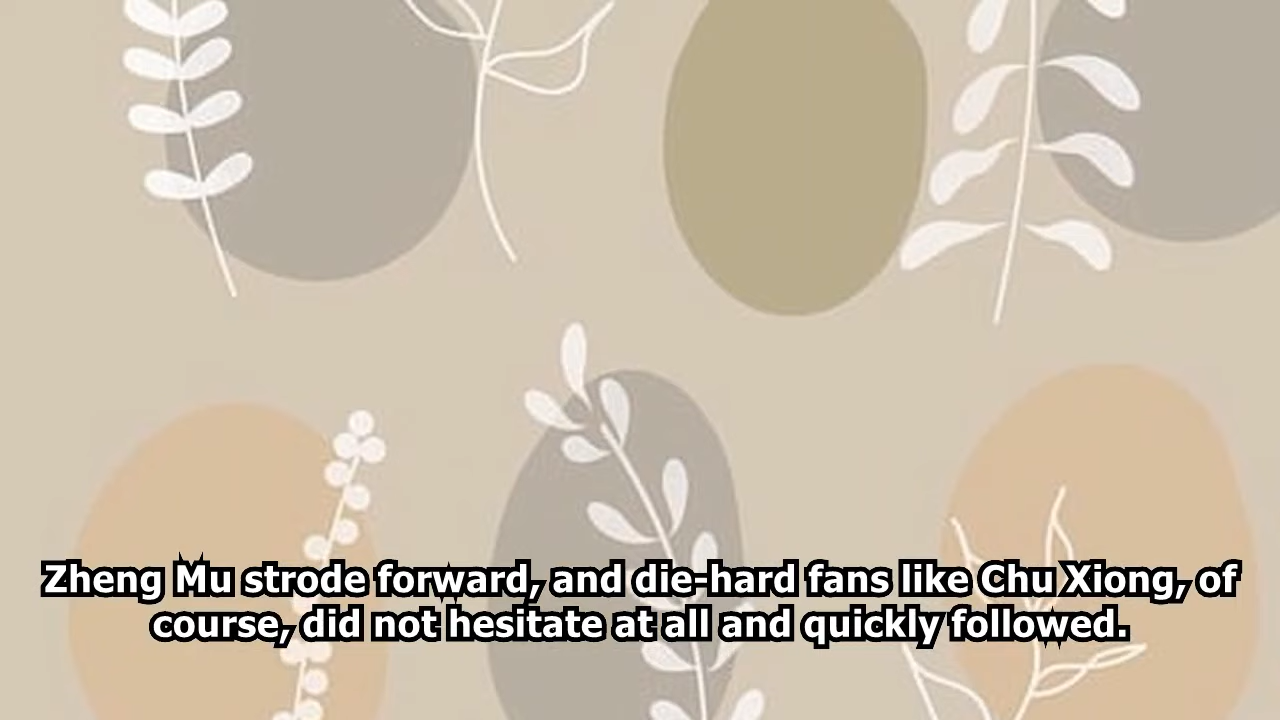 Zheng Mu strode forward, and die-hard fans like Chu Xiong, of
course, did not hesitate at all and quickly followed.